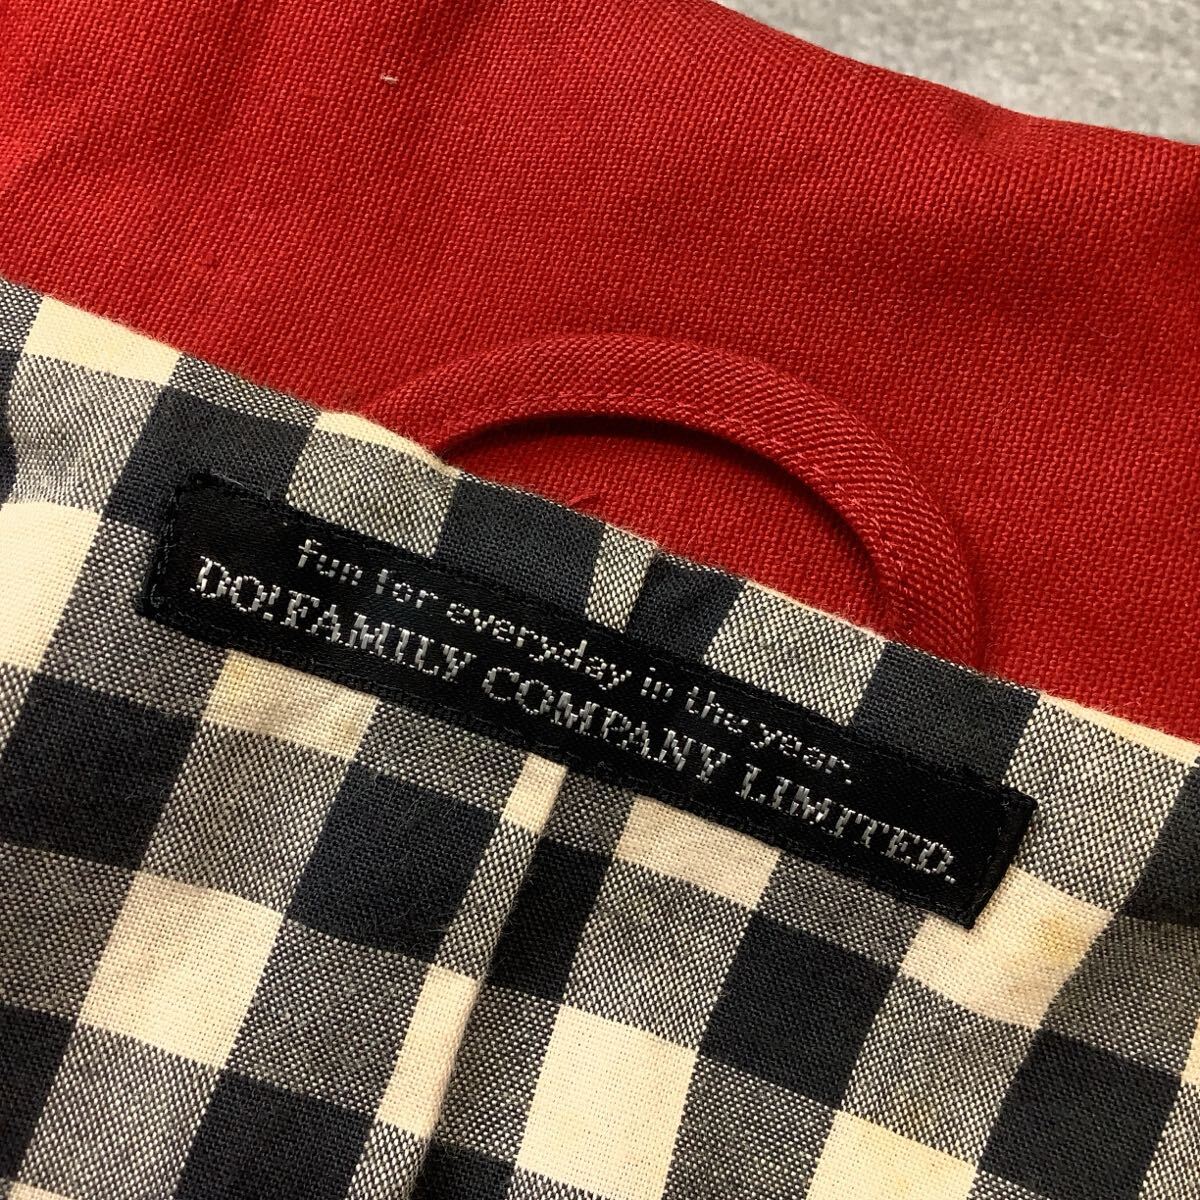 fun for everyday in the year.
DO!FAMILY COMPANY LIMITED.